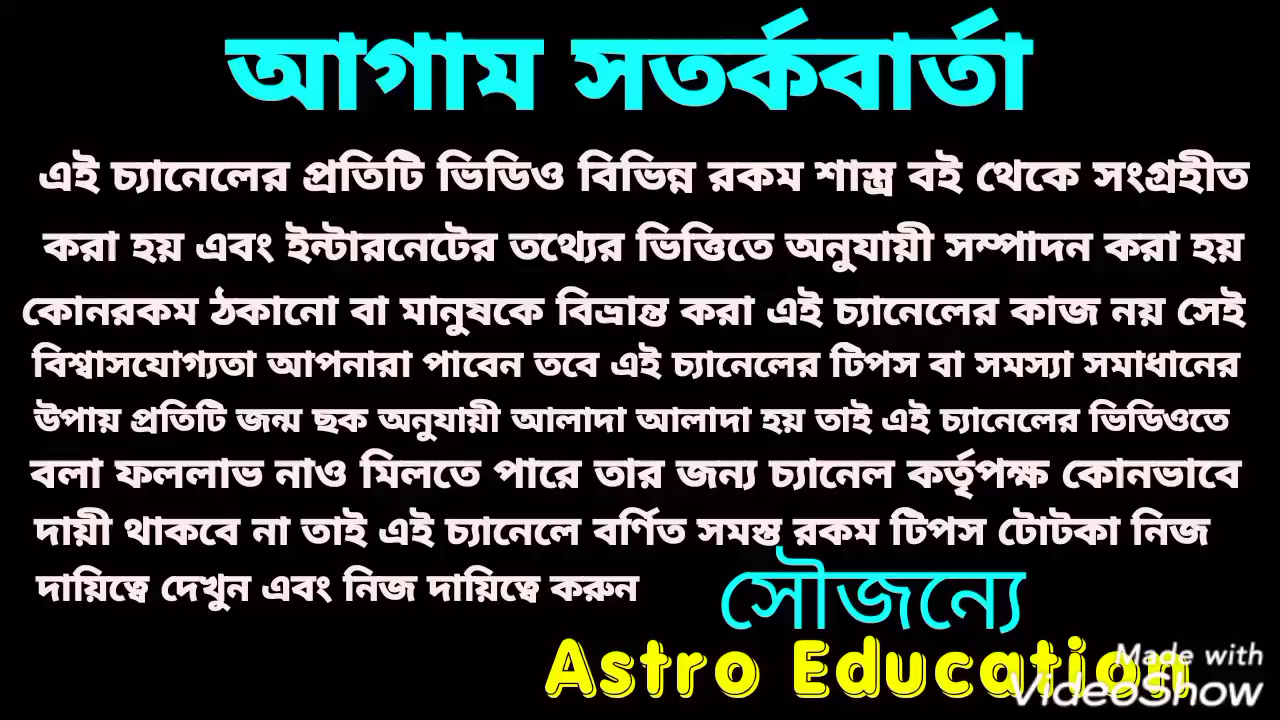 আগাম সতর্কবার্তা
এই চ্যানেলের প্রতিটি ভিডিও বিভিন্ন রকম শাস্ত্র বই থেকে সংগ্রহীত
করা হয় এবং ইন্টারনেটের তথ্যের ভিত্তিতে অনুযায়ী সম্পাদন করা হয়
কোনরকম ঠকানো বা মানুষকে বিভ্রান্ত করা এই চ্যানেলের কাজ নয় সেই
বিশ্বাসযোগ্যতা আপনারা পাবেন তবে এই চ্যানেলের টিপস বা সমস্যা সমাধানের
উপায় প্রতিটি জন্ম ছক অনুযায়ী আলাদা আলাদা হয় তাই এই চ্যানেলের ভিডিওতে
বলা ফললাভ নাও মিলতে পারে তার জন্য চ্যানেল কর্তৃপক্ষ কোনভাবে
দায়ী থাকবে না তাই এই চ্যানেলে বর্ণিত সমস্ত রকম টিপস টোটকা নিজ
দায়িত্বে দেখুন এবং নিজ দায়িত্বে করুন
সৌজন্যে
Astro Education
Made with
VideoShow